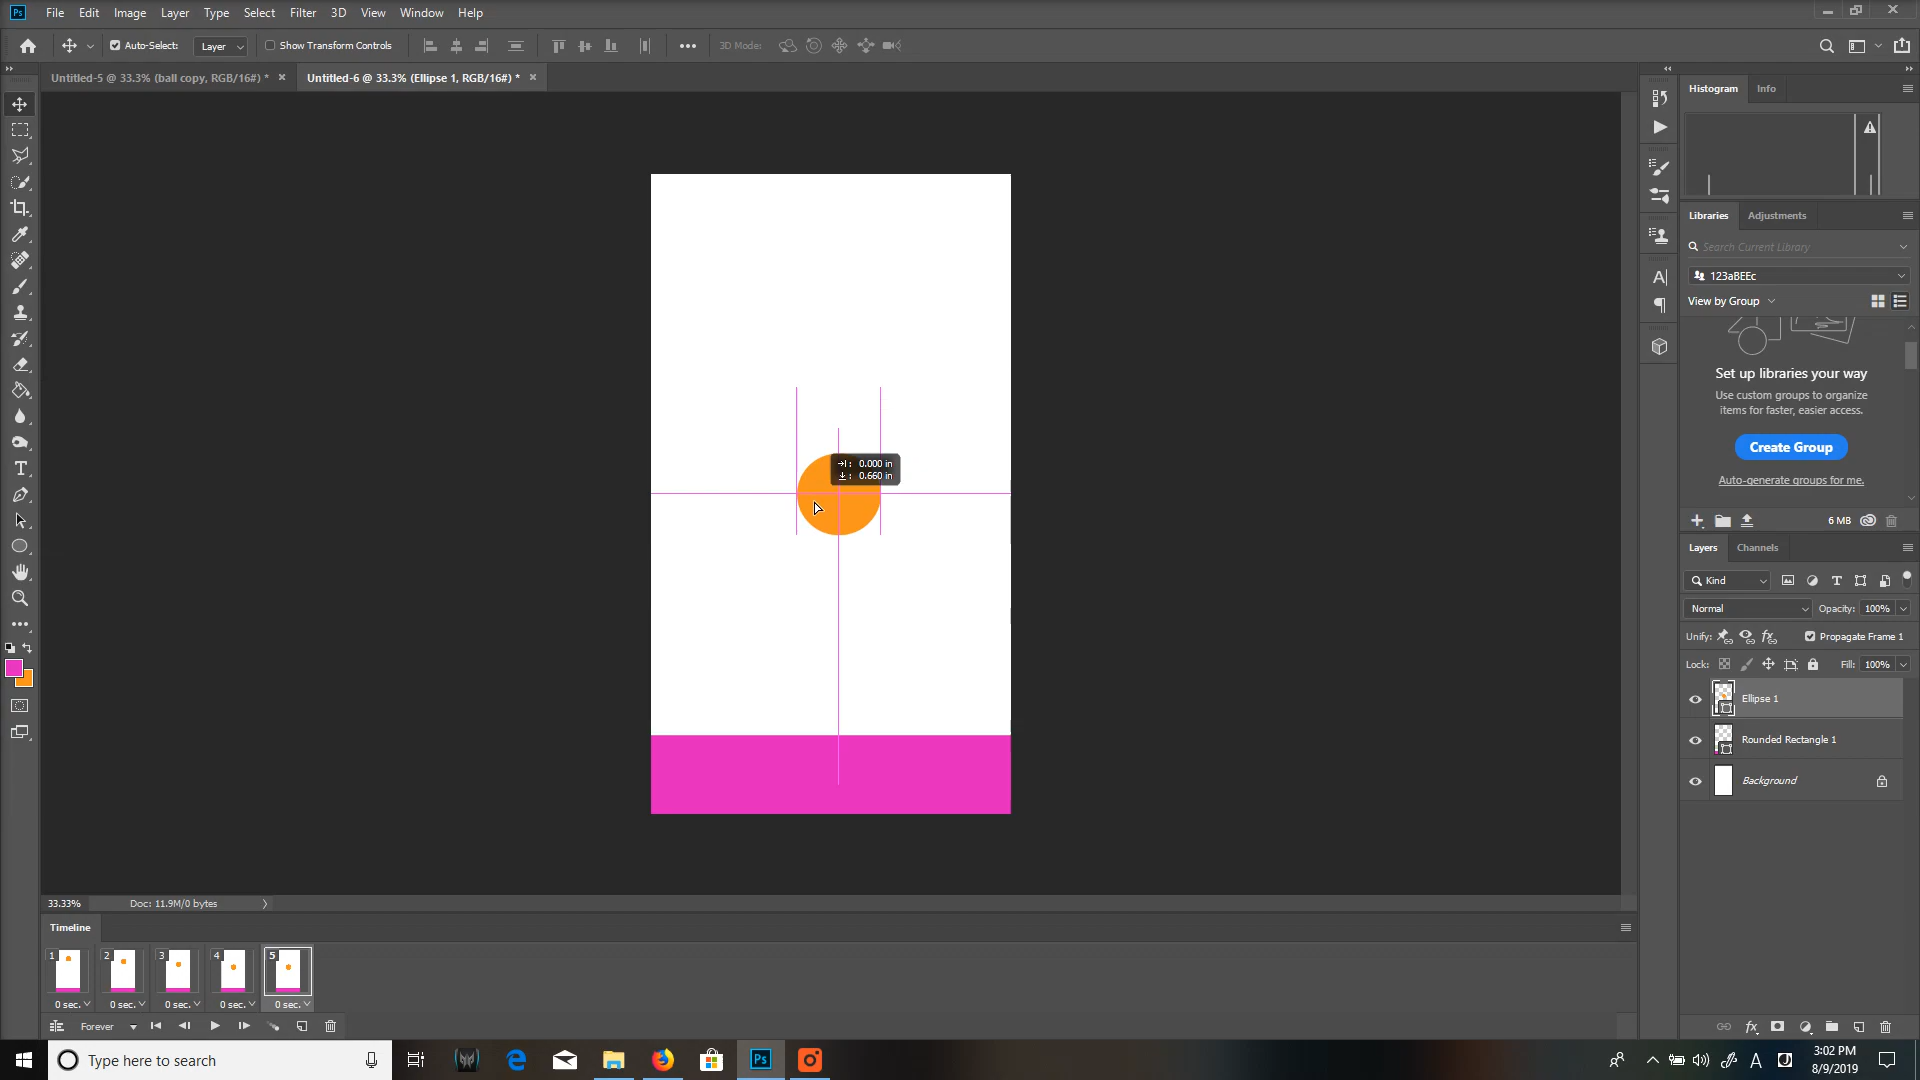 Ps File Edit Image Layer Type Select Filter 3D View Window Help
Auto-Select: Layer Show Transform Controls 3D Mode:
Untitled-5 @ 33.3% (ball copy, RGB/16#) * Untitled-6 @ 33.3% (Ellipse 1, RGB/16#) *
Histogram Info
Libraries Adjustments
Search Current Library
123aBEEc
View by Group
Set up libraries your way
Use custom groups to organize
items for faster, easier access.
Create Group
Auto-generate groups for me.
6 MB
0.000 in
0.660 in
Layers Channels
Kind
Normal Opacity: 100%
Unify: Propagate Frame 1
Lock: Fill: 100%
Ellipse 1
Rounded Rectangle 1
Background
33.33% Doc: 11.9M/0 bytes
Timeline
1 2 3 4 5
0 sec. 0 sec. 0 sec. 0 sec. 0 sec.
Forever
Type here to search
Ps
3:02 PM
8/9/2019